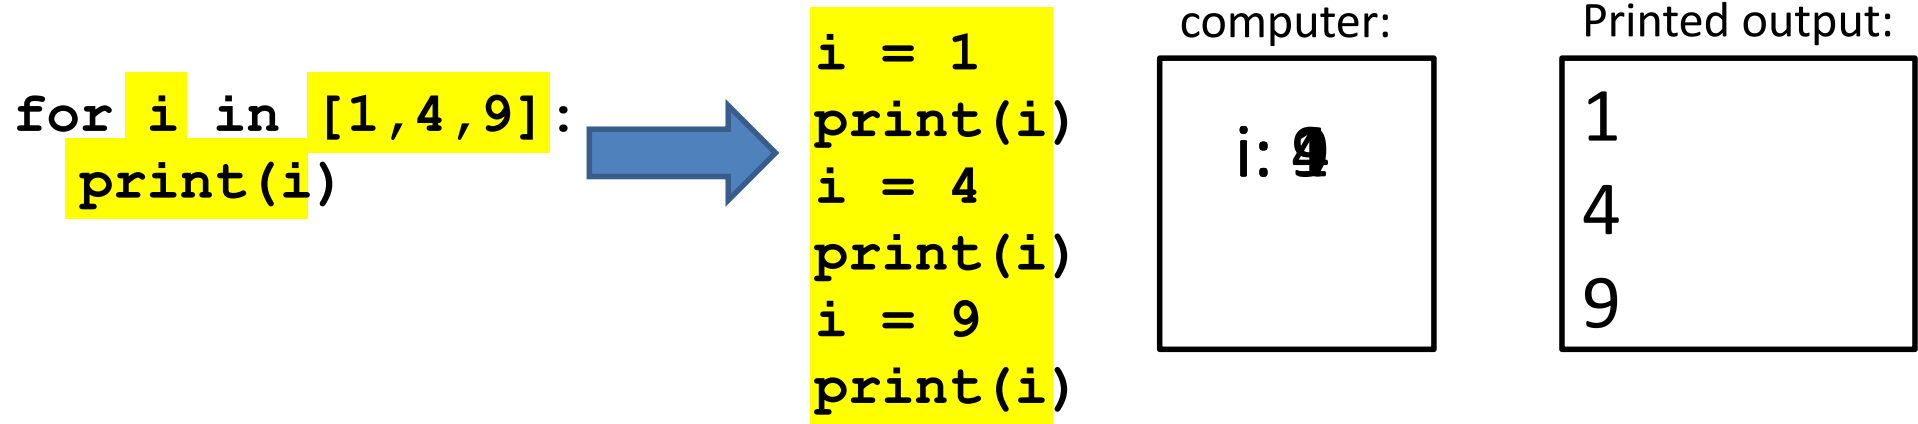 for i in [1,4,9]:
print(i)
i = 1
print(i)
i = 4
print(i)
i = 9
print(i)
computer:
i:
Printed output:
1
4
9